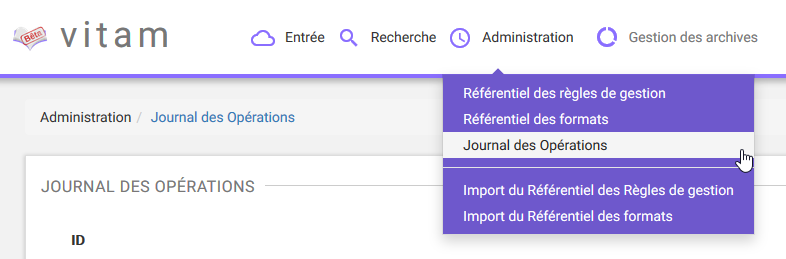 Bêta
vitam
Entrée
Recherche
Administration
Gestion des archives
Référentiel des règles de gestion
Référentiel des formats
Journal des Opérations
Import du Référentiel des Règles de gestion
Import du Référentiel des formats
Administration / Journal des Opérations
JOURNAL DES OPÉRATIONS
ID